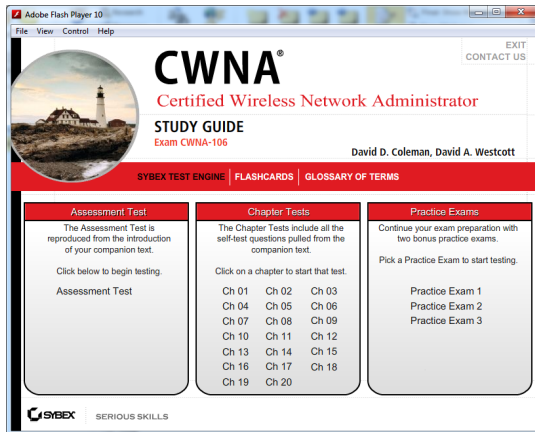 Adobe Flash Player 10
File View Control Help
EXIT
CONTACT US
CWNA®
Certified Wireless Network Administrator
STUDY GUIDE
Exam CWNA-106
David D. Coleman, David A. Westcott
SYBEX TEST ENGINE FLASHCARDS GLOSSARY OF TERMS
Assessment Test
The Assessment Test is
reproduced from the introduction
of your companion text.
Click below to begin testing.
Assessment Test
Chapter Tests
The Chapter Tests include all the
self-test questions pulled from the
companion text.
Click on a chapter to start that test.
Ch 01 Ch 02 Ch 03
Ch 04 Ch 05 Ch 06
Ch 07 Ch 08 Ch 09
Ch 10 Ch 11 Ch 12
Ch 13 Ch 14 Ch 15
Ch 16 Ch 17 Ch 18
Ch 19 Ch 20
Practice Exams
Continue your exam preparation with
two bonus practice exams.
Pick a Practice Exam to start testing.
Practice Exam 1
Practice Exam 2
Practice Exam 3
SYBEX SERIOUS SKILLS